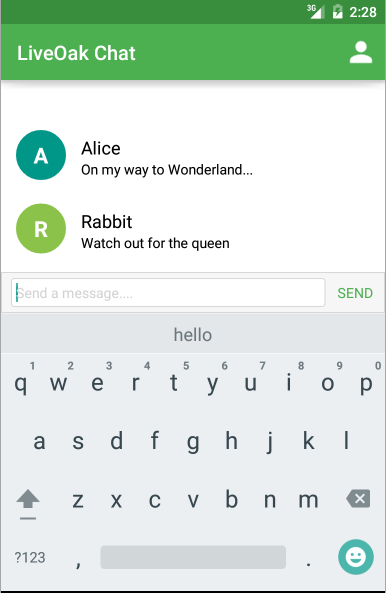 3G 2:28
LiveOak Chat
A Alice
On my way to Wonderland...
R Rabbit
Watch out for the queen
Send a message.... SEND
hello
1 2 3 4 5 6 7 8 9 0
q w e r t y u i o p
a s d f g h j k l
z x c v b n m
?123 , .